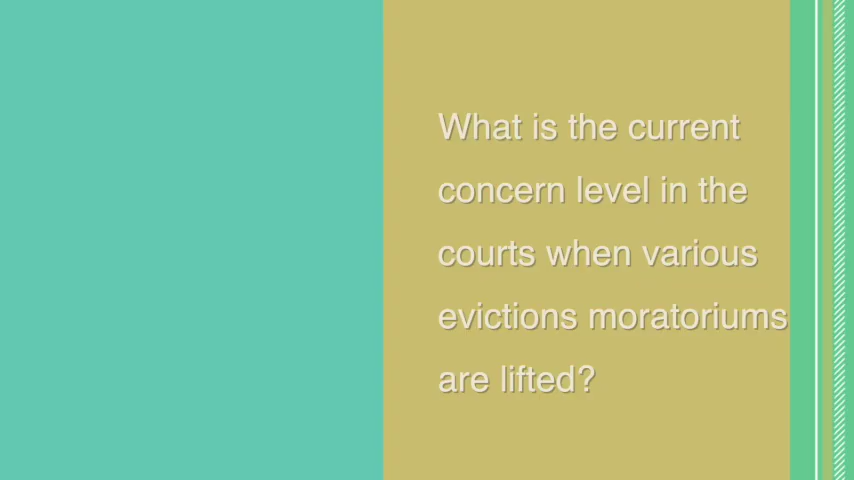 What is the current
concern level in the
courts when various
evictions moratoriums
are lifted?